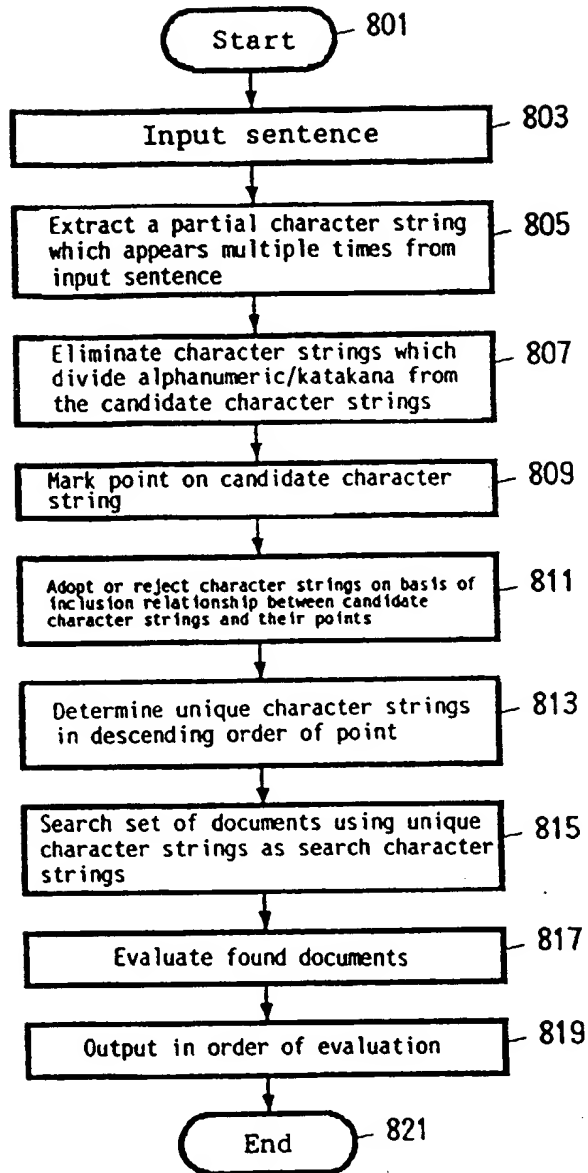 Start
801
Input sentence
803
Extract a partial character string
which appears multiple times from
input sentence
805
Eliminate character strings which
divide alphanumeric/katakana from
the candidate character strings
807
Mark point on candidate character
string
809
Adopt or reject character strings on basis of
inclusion relationship between candidate
character strings and their points
811
Determine unique character strings
in descending order of point
813
Search set of documents using unique
character strings as search character
strings
815
Evaluate found documents
817
Output in order of evaluation
819
End
821